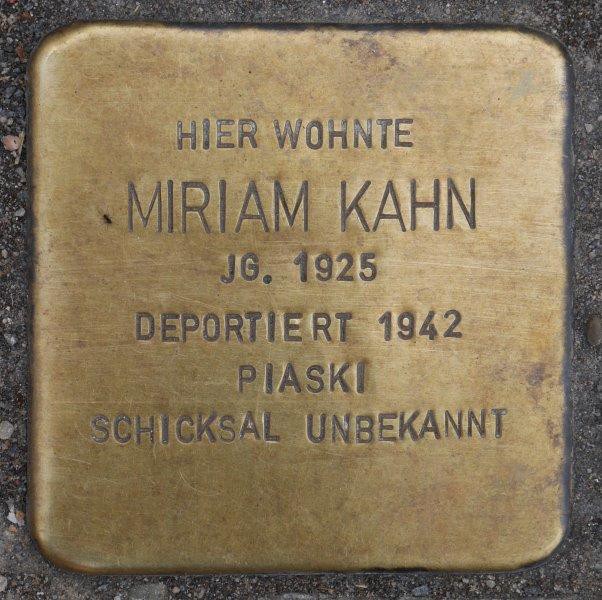 HIER WOHNTE
MIRIAM KAHN
JG. 1925
DEPORTIERT 1942
PIASKI
SCHICKSAL UNBEKANNT